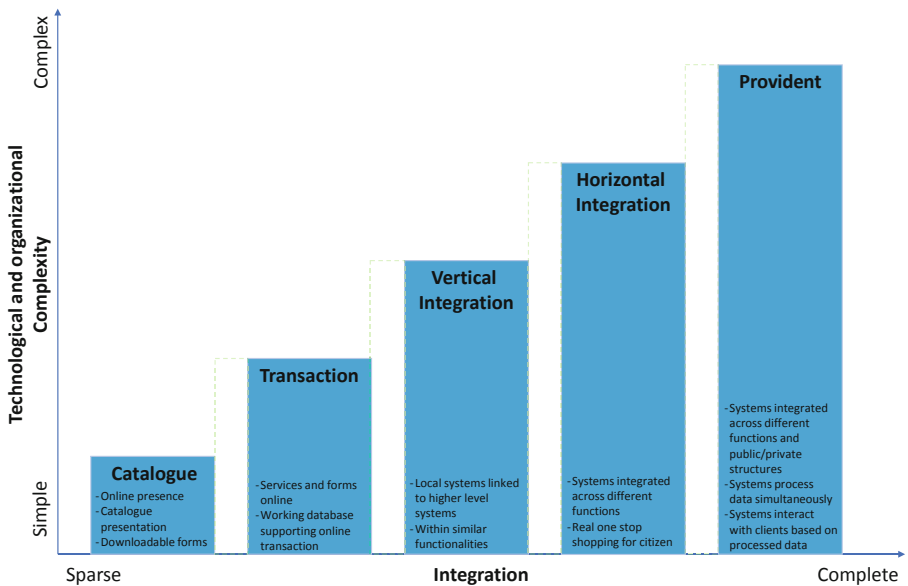 Complex
Technological and organizational
Complexity
Simple
Catalogue
- Online presence
- Catalogue
presentation
- Downloadable forms
Transaction
- Services and forms
online
- Working database
supporting online
transaction
Vertical
Integration
- Local systems linked
to higher level
systems
- Within similar
functionalities
Horizontal
Integration
- Systems integrated
across different
functions
- Real one stop
shopping for citizen
Provident
- Systems integrated
across different
functions and
public/private
structures
- Systems process
data simultaneously
- Systems interact
with clients based on
processed data
Sparse
Integration
Complete